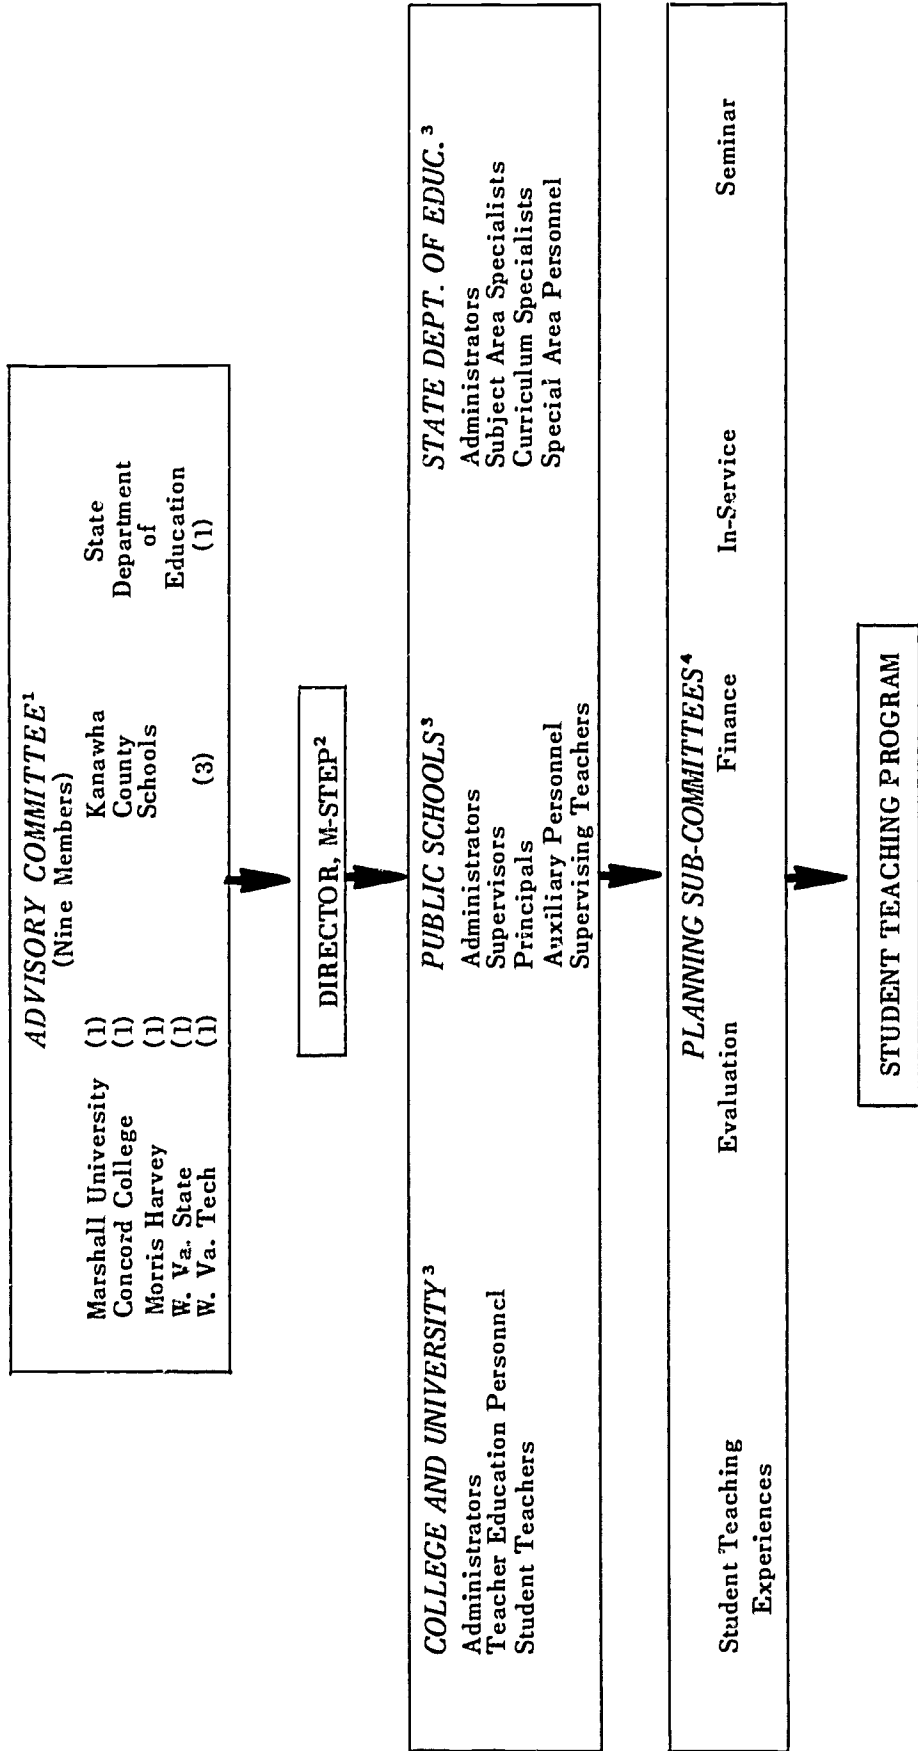 ADVISORY COMMITTEE¹
(Nine Members)
Marshall University (1)
Concord College (1)
Morris Harvey (1)
W. Va. State (1)
W. Va. Tech (1)
Kanawha
County
Schools
(3)
State
Department
of
Education
(1)
DIRECTOR, M-STEP²
COLLEGE AND UNIVERSITY³
Administrators
Teacher Education Personnel
Student Teachers
PUBLIC SCHOOLS³
Administrators
Supervisors
Principals
Auxiliary Personnel
Supervising Teachers
STATE DEPT. OF EDUC.³
Administrators
Subject Area Specialists
Curriculum Specialists
Special Area Personnel
PLANNING SUB-COMMITTEES⁴
Student Teaching
Experiences
Evaluation
Finance
In-Service
Seminar
STUDENT TEACHING PROGRAM